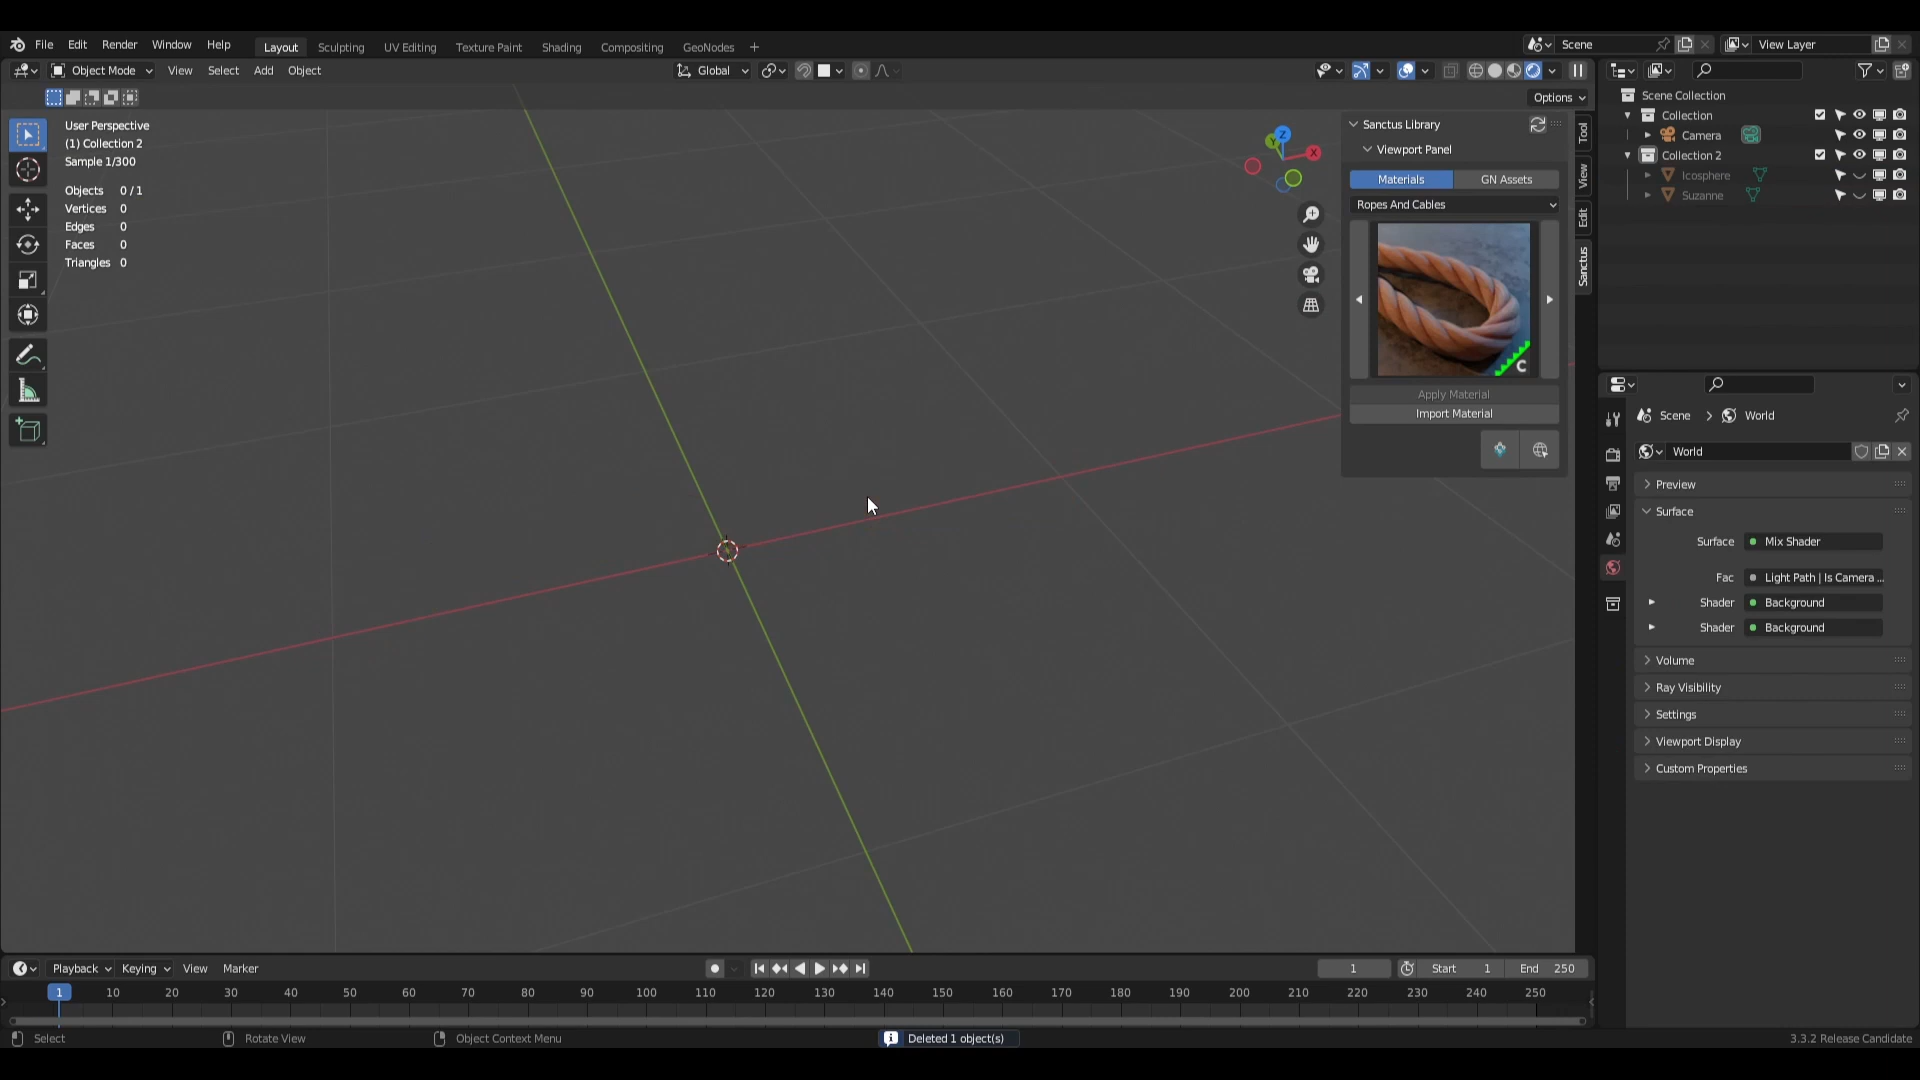 File Edit Render Window Help Layout Sculpting UV Editing Texture Paint Shading Compositing GeoNodes + Scene View Layer
Object Mode View Select Add Object Global
Options
User Perspective
(1) Collection 2
Sample 1/300
Objects 0 / 1
Vertices 0
Edges 0
Faces 0
Triangles 0
Z
Y
X
Sanctus Library
Viewport Panel
Materials GN Assets
Ropes And Cables
C
Apply Material
Import Material
Tool
View
Edit
Sanctus
Scene Collection
Collection
Camera
Collection 2
Icosphere
Suzanne
Scene > World
World
Preview
Surface
Surface Mix Shader
Fac Light Path | Is Camera ...
Shader Background
Shader Background
Volume
Ray Visibility
Settings
Viewport Display
Custom Properties
Playback Keying View Marker 1 Start 1 End 250
1 10 20 30 40 50 60 70 80 90 100 110 120 130 140 150 160 170 180 190 200 210 220 230 240 250
Select Rotate View Object Context Menu Deleted 1 object(s) 3.3.2 Release Candidate